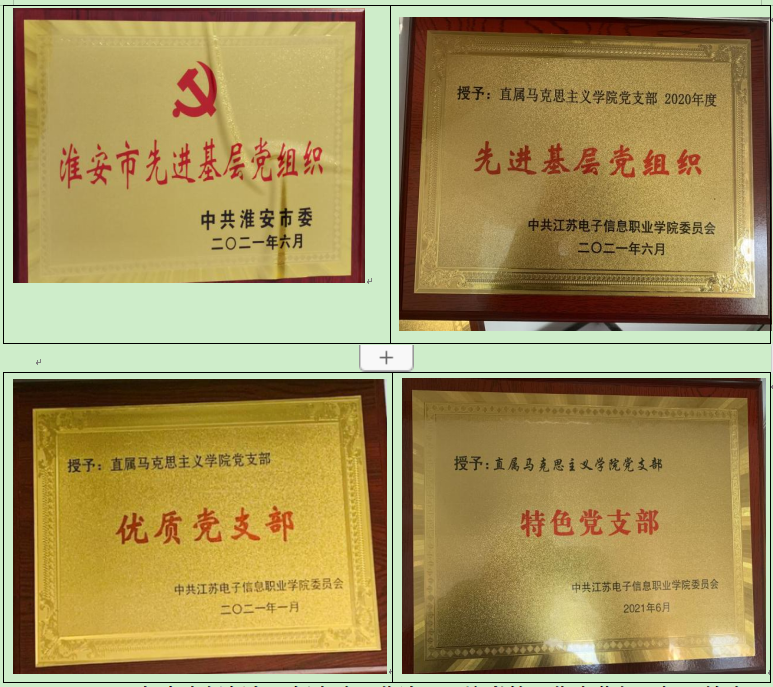 淮安市先进基层党组织
中共淮安市委
二〇二一年六月
授予：直属马克思主义学院党支部 2020年度
先进基层党组织
中共江苏电子信息职业学院委员会
二〇二一年六月
授予：直属马克思主义学院党支部
优质党支部
中共江苏电子信息职业学院委员会
二〇二一年一月
授予：直属马克思主义学院党支部
特色党支部
中共江苏电子信息职业学院委员会
2021年6月